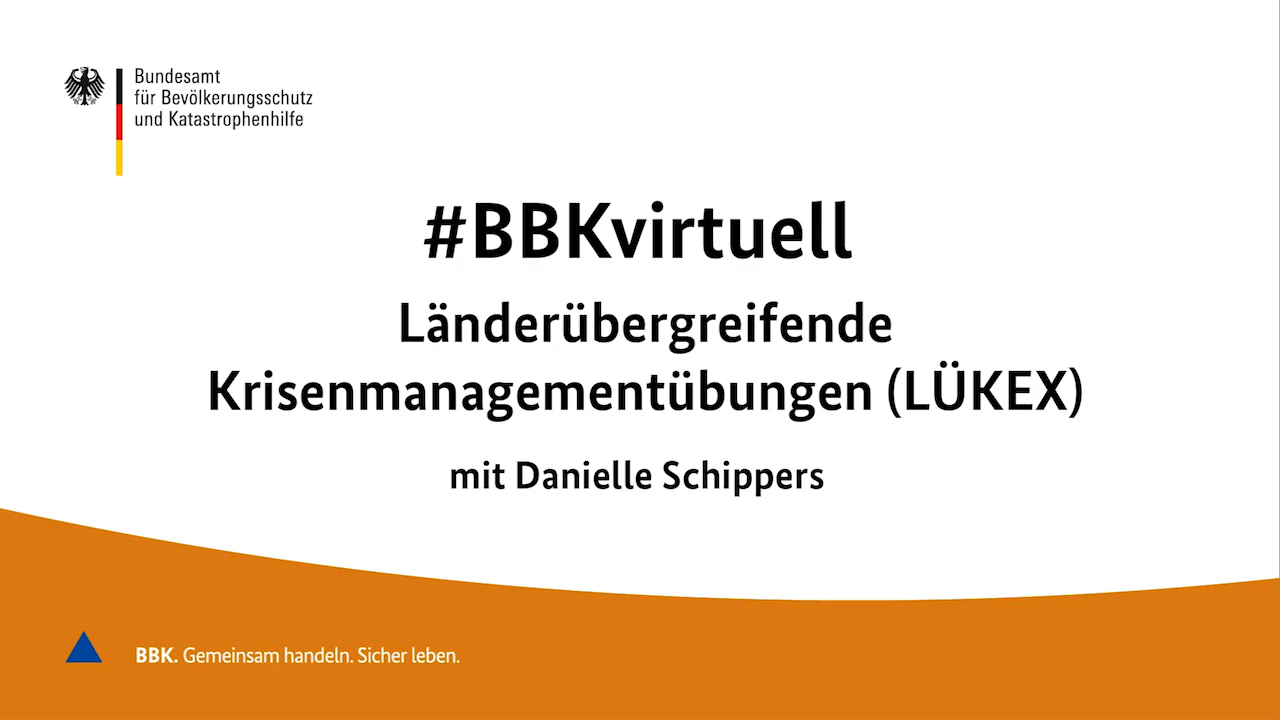 Bundesamt
für Bevölkerungsschutz
und Katastrophenhilfe
#BBKvirtuell
Länderübergreifende
Krisenmanagementübungen (LÜKEX)
mit Danielle Schippers
BBK. Gemeinsam handeln. Sicher leben.